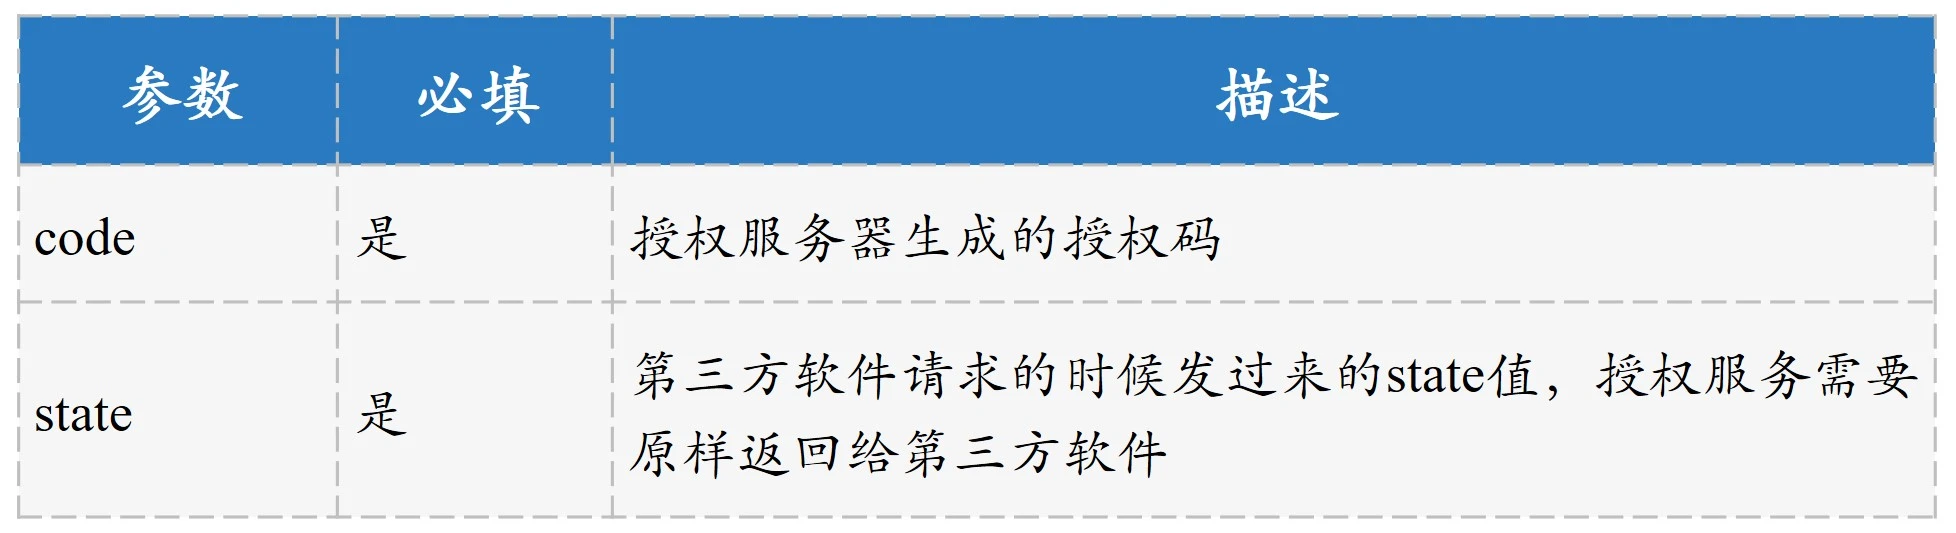 参数 必填 描述
code 是 授权服务器生成的授权码
state 是 第三方软件请求的时候发过来的state值，授权服务需要
原样返回给第三方软件